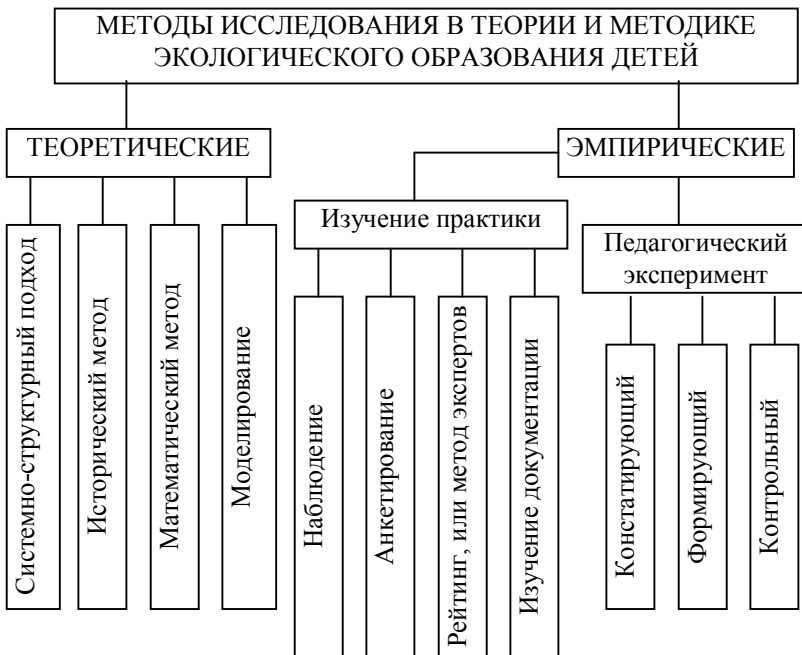 МЕТОДЫ ИССЛЕДОВАНИЯ В ТЕОРИИ И МЕТОДИКЕ
ЭКОЛОГИЧЕСКОГО ОБРАЗОВАНИЯ ДЕТЕЙ
ТЕОРЕТИЧЕСКИЕ
ЭМПИРИЧЕСКИЕ
Системно-структурный подход
Исторический метод
Математический метод
Моделирование
Изучение практики
Наблюдение
Анкетирование
Рейтинг, или метод экспертов
Изучение документации
Педагогический
эксперимент
Констатирующий
Формирующий
Контрольный